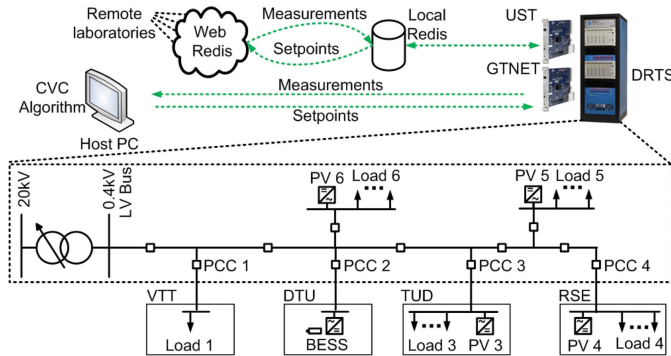 Remote
laboratories
Web
Redis
Measurements
Setpoints
Local
Redis
UST
GTNET
DRTS
CVC
Algorithm
Host PC
Measurements
Setpoints
20kV
0.4kV
LV Bus
PV 6
Load 6
PV 5
Load 5
PCC 1
PCC 2
PCC 3
PCC 4
VTT
Load 1
DTU
BESS
TUD
Load 3
PV 3
RSE
PV 4
Load 4